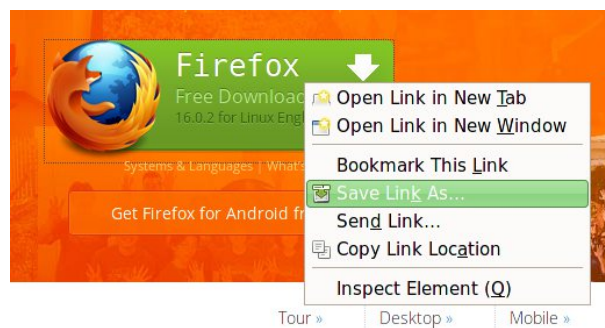 Firefox
Free Download
16.0.2 for Linux Engl
Systems & Languages | What's
Get Firefox for Android fr
Open Link in New Tab
Open Link in New Window
Bookmark This Link
Save Link As...
Send Link...
Copy Link Location
Inspect Element (Q)
Tour » Desktop » Mobile »